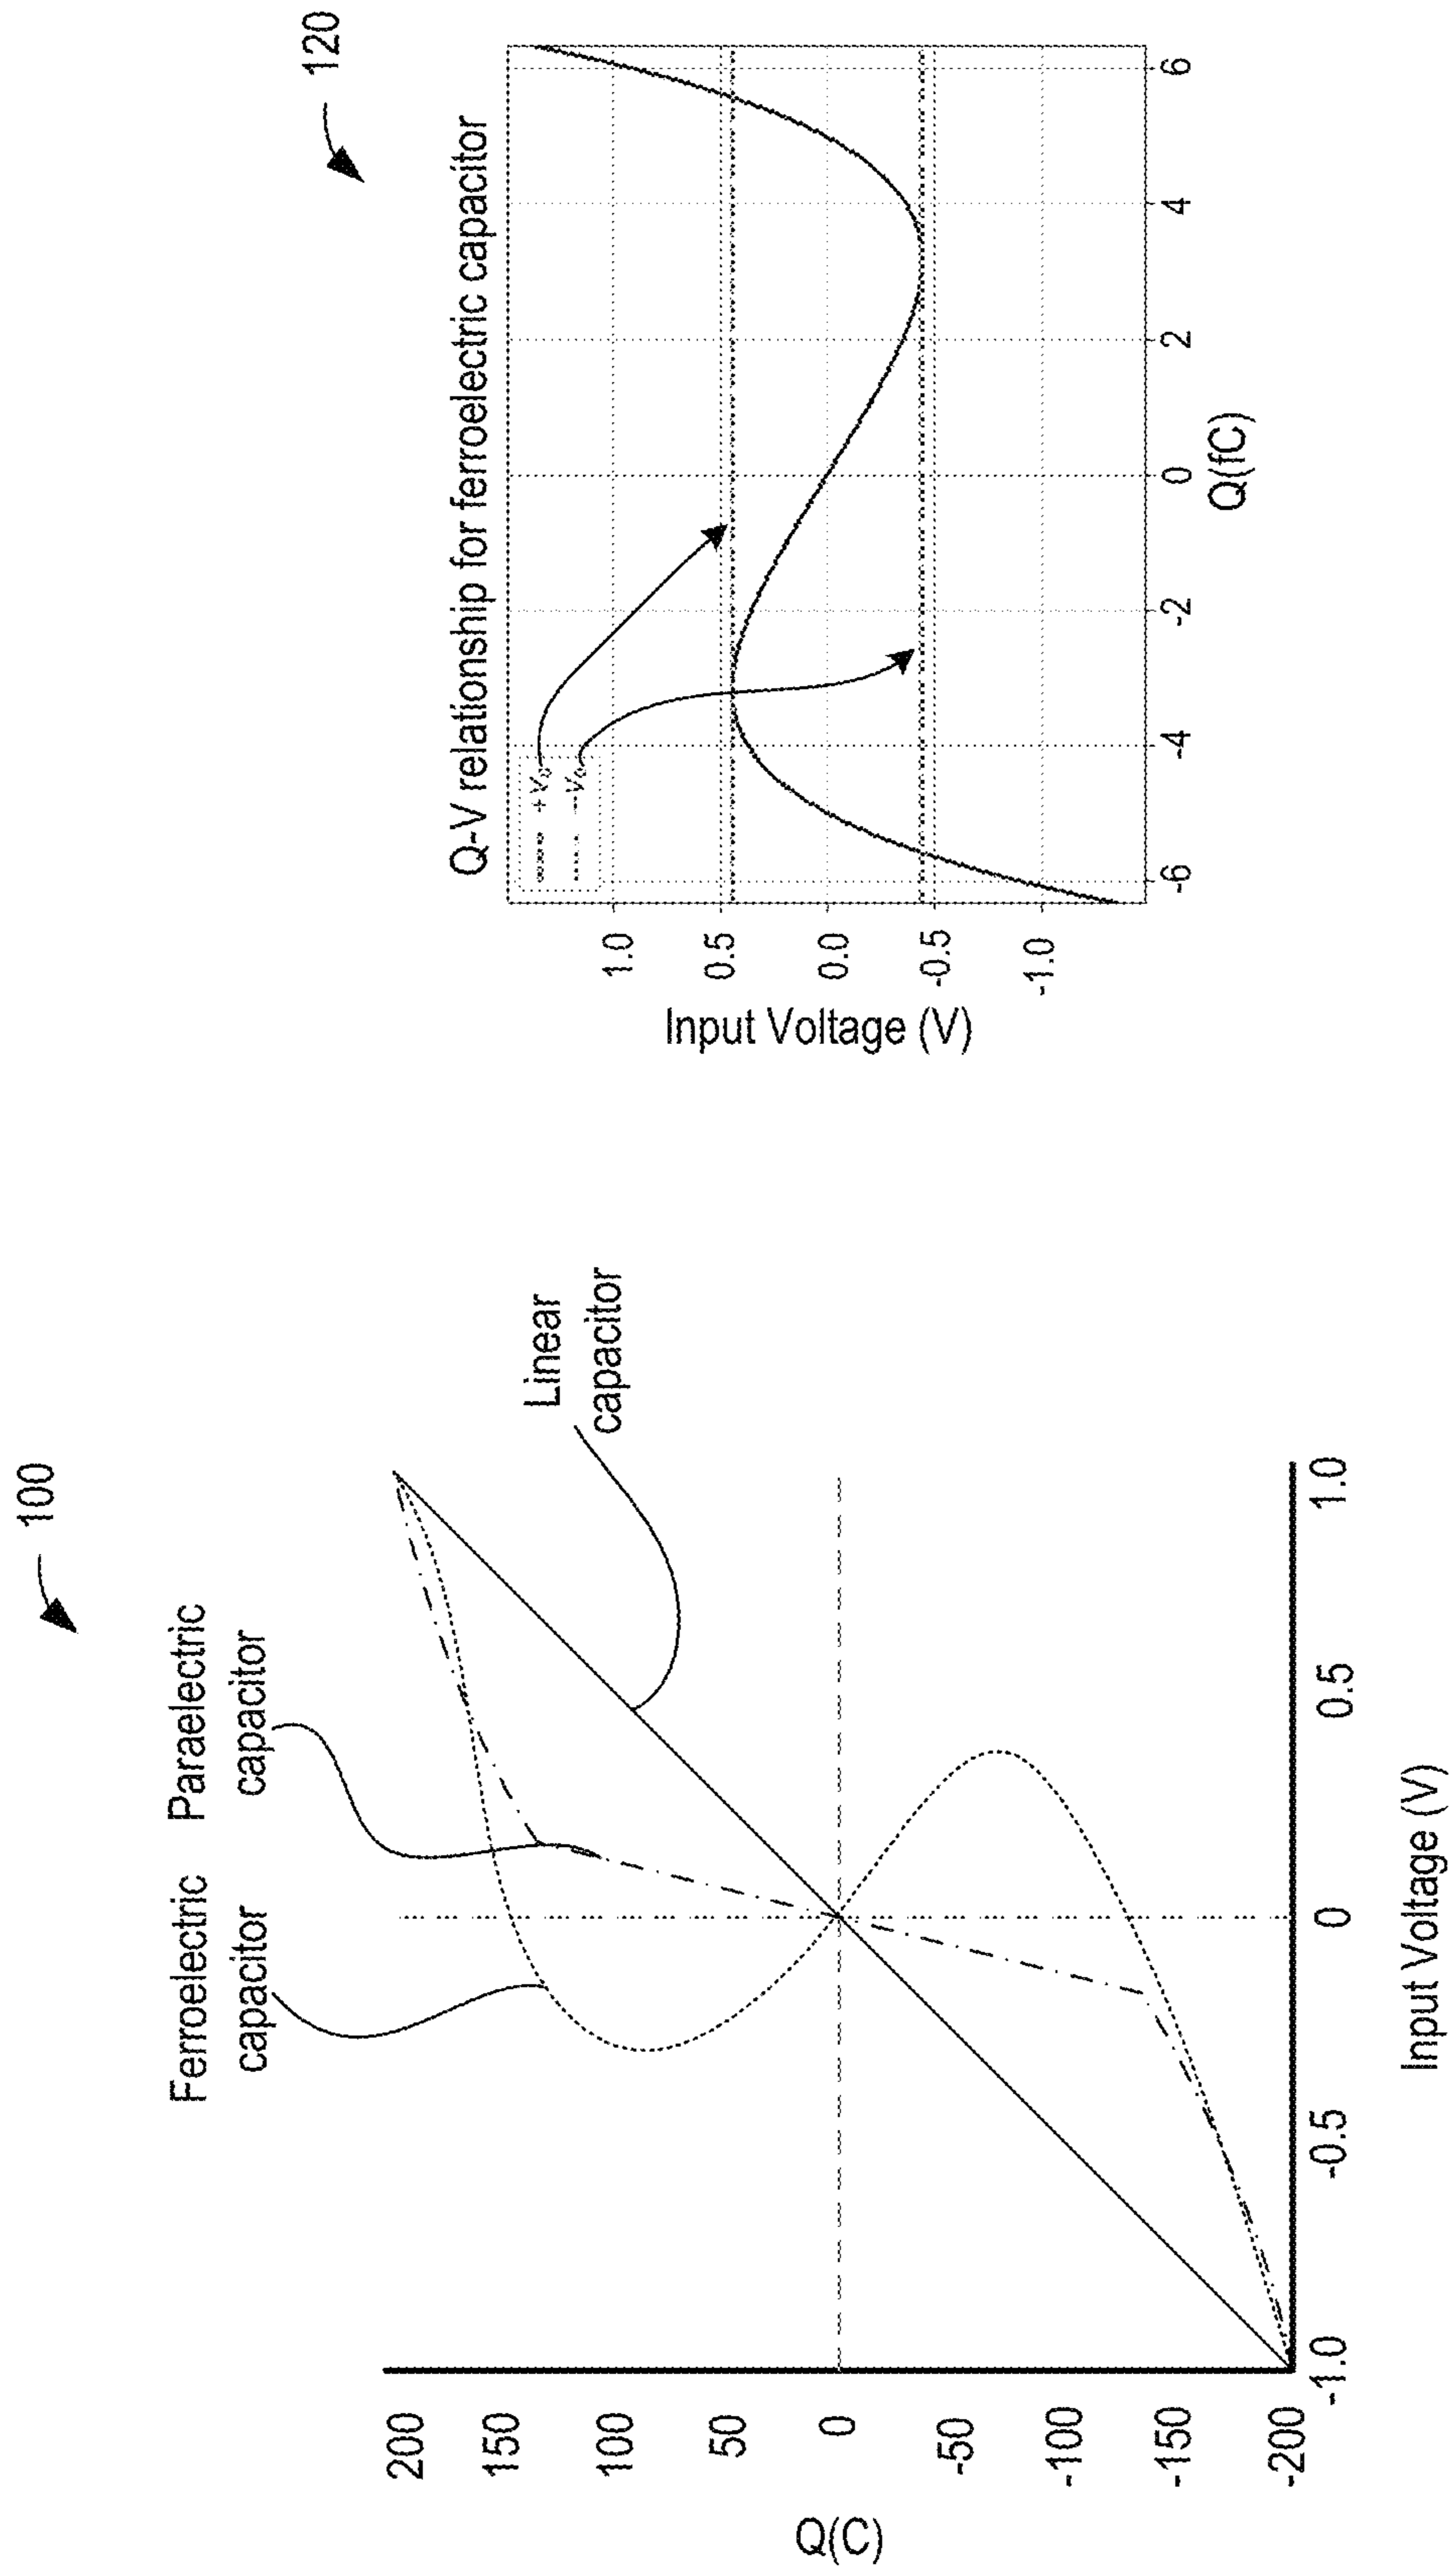 100
Ferroelectric
capacitor
Paraelectric
capacitor
Linear
capacitor
Q(C)
200
150
100
50
0
-50
-100
-150
-200
-1.0
-0.5
0
0.5
1.0
Input Voltage (V)
120
Q-V relationship for ferroelectric capacitor
+V₀
-V₀
Input Voltage (V)
1.0
0.5
0.0
-0.5
-1.0
-6
-4
-2
0
2
4
6
Q(fC)